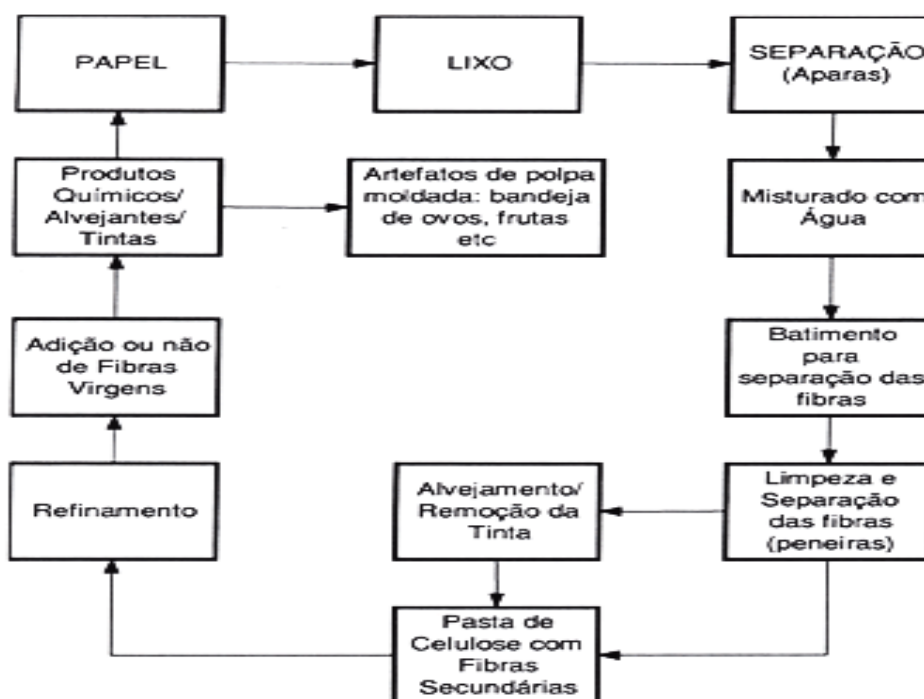 PAPEL
LIXO
SEPARAÇÃO
(Aparas)
Produtos
Químicos/
Alvejantes/
Tintas
Artefatos de polpa
moldada: bandeja
de ovos, frutas
etc
Misturado com
Água
Adição ou não
de Fibras
Virgens
Batimento
para
separação das
fibras
Refinamento
Alvejamento/
Remoção da
Tinta
Limpeza e
Separação
das fibras
(peneiras)
Pasta de
Celulose com
Fibras
Secundárias